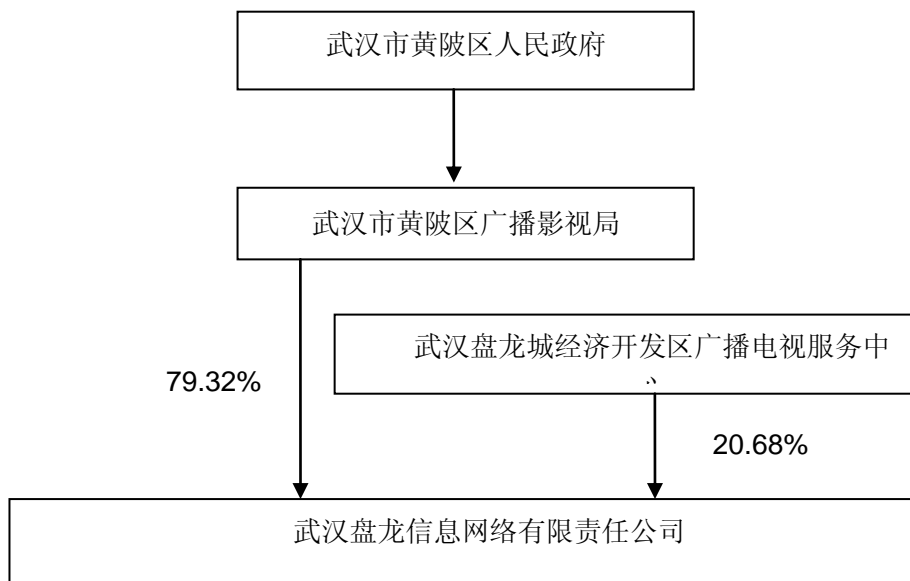 武汉市黄陂区人民政府
武汉市黄陂区广播影视局
武汉盘龙城经济开发区广播电视服务中
79.32%
20.68%
武汉盘龙信息网络有限责任公司